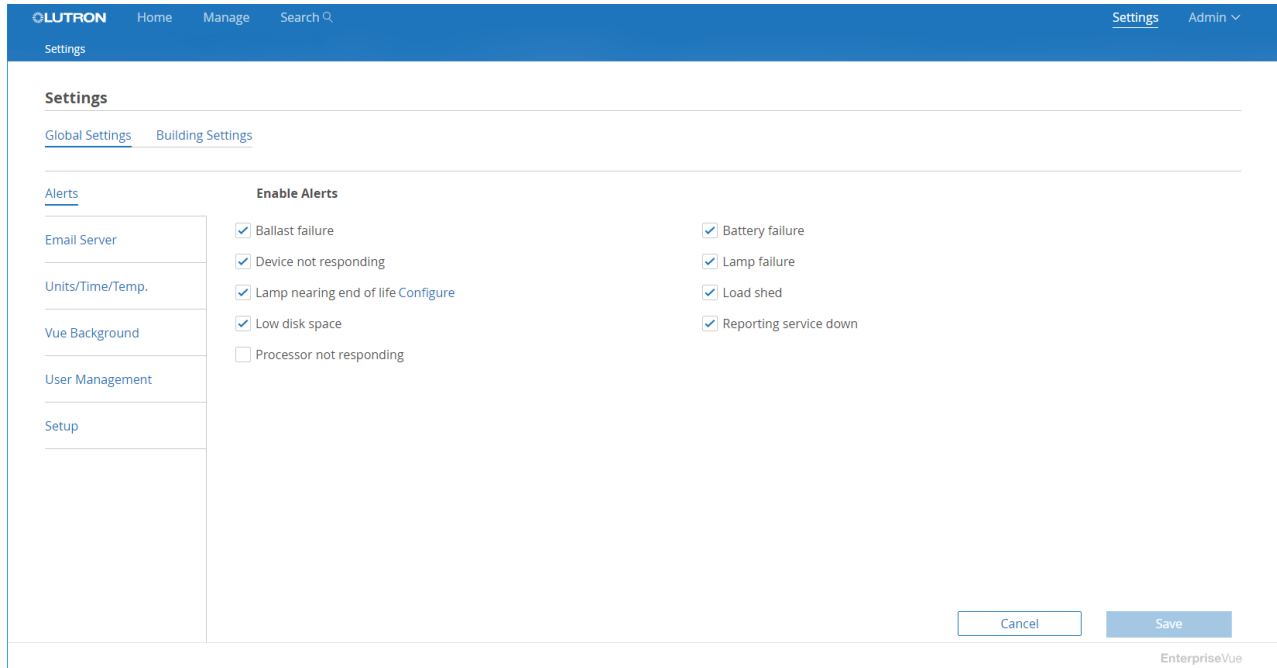 LUTRON Home Manage Search Settings Admin
Settings
Settings
Global Settings Building Settings
Alerts
Email Server
Units/Time/Temp.
Vue Background
User Management
Setup
Enable Alerts
Ballast failure
Battery failure
Device not responding
Lamp failure
Lamp nearing end of life Configure
Load shed
Low disk space
Reporting service down
Processor not responding
Cancel
Save
EnterpriseVue